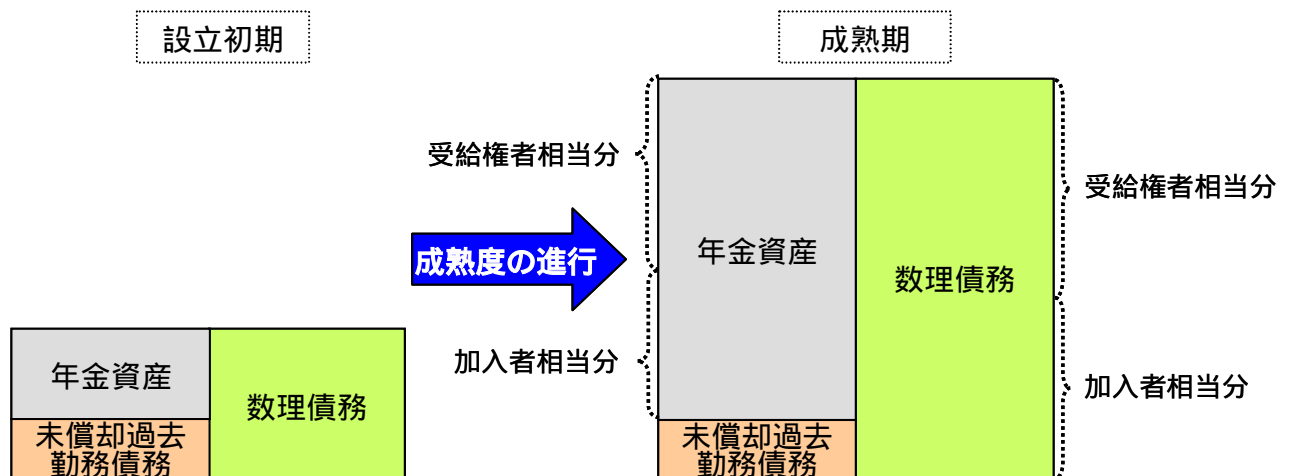 設立初期
成熟期
受給権者相当分
受給権者相当分
年金資産
成熟度の進行
数理債務
加入者相当分
年金資産
加入者相当分
数理債務
未償却過去
勤務債務
未償却過去
勤務債務